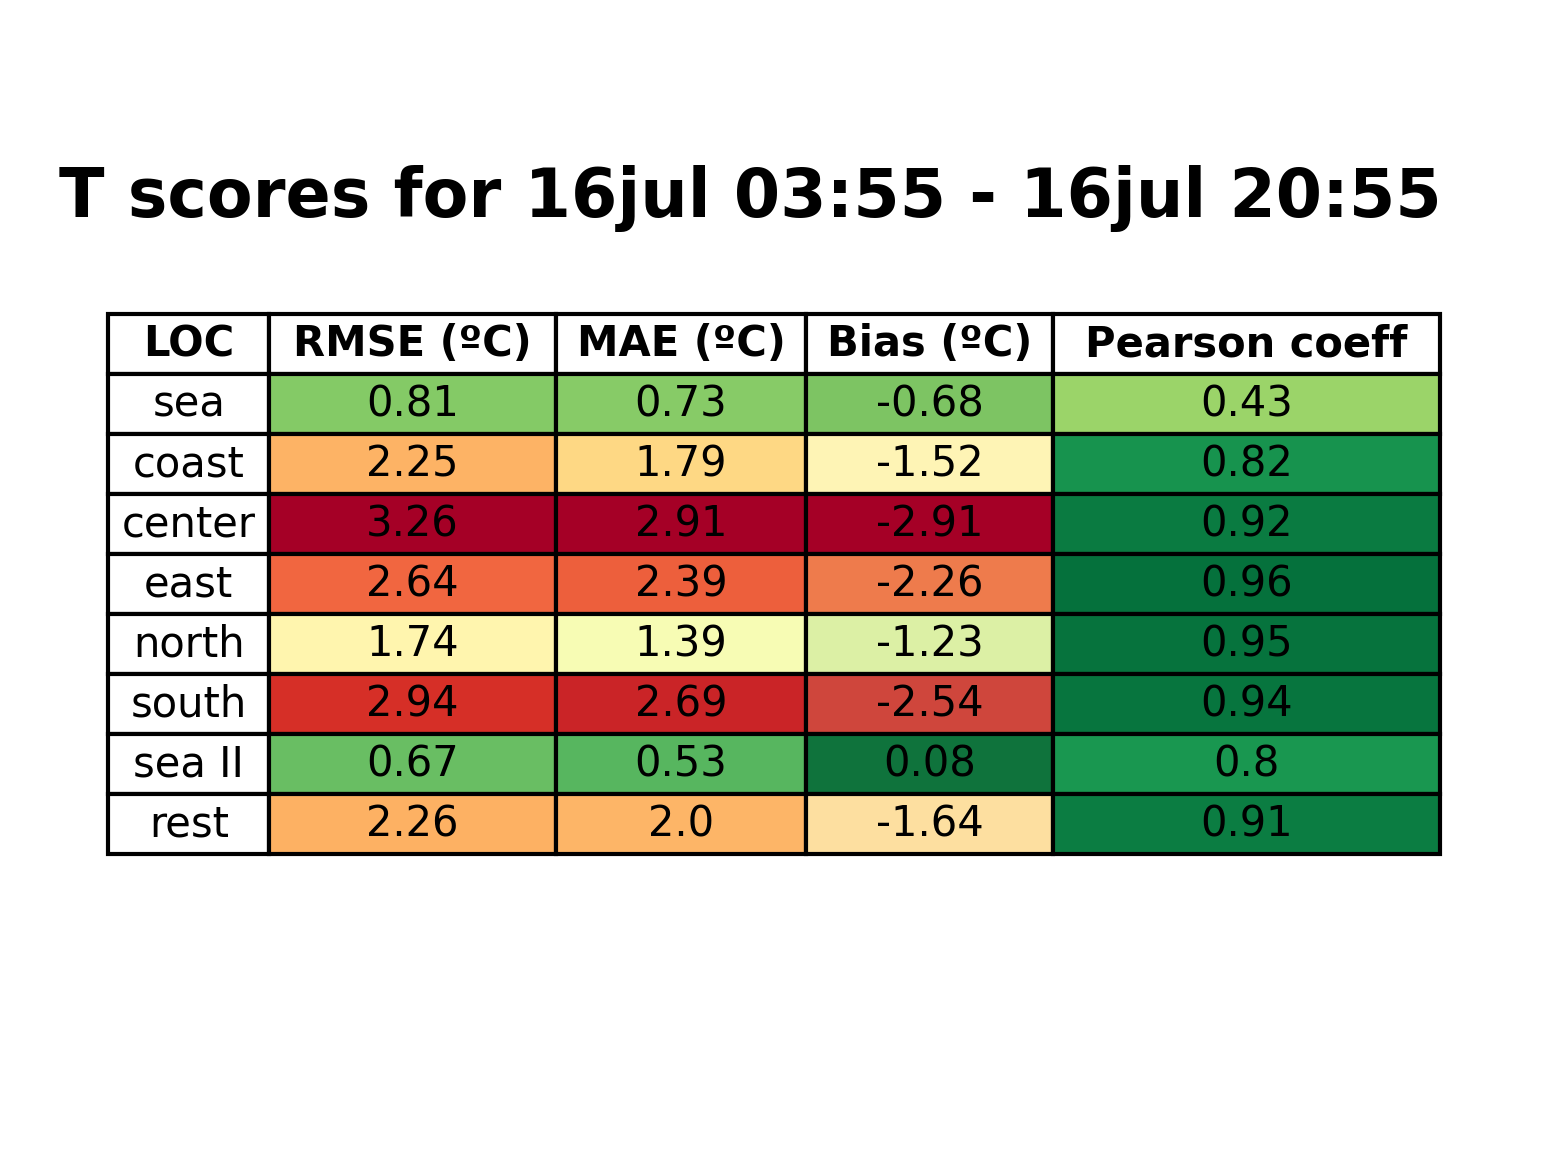 T scores for 16jul 03:55 - 16jul 20:55
LOC RMSE (ºC) MAE (ºC) Bias (ºC) Pearson coeff
sea 0.81 0.73 -0.68 0.43
coast 2.25 1.79 -1.52 0.82
center 3.26 2.91 -2.91 0.92
east 2.64 2.39 -2.26 0.96
north 1.74 1.39 -1.23 0.95
south 2.94 2.69 -2.54 0.94
sea II 0.67 0.53 0.08 0.8
rest 2.26 2.0 -1.64 0.91